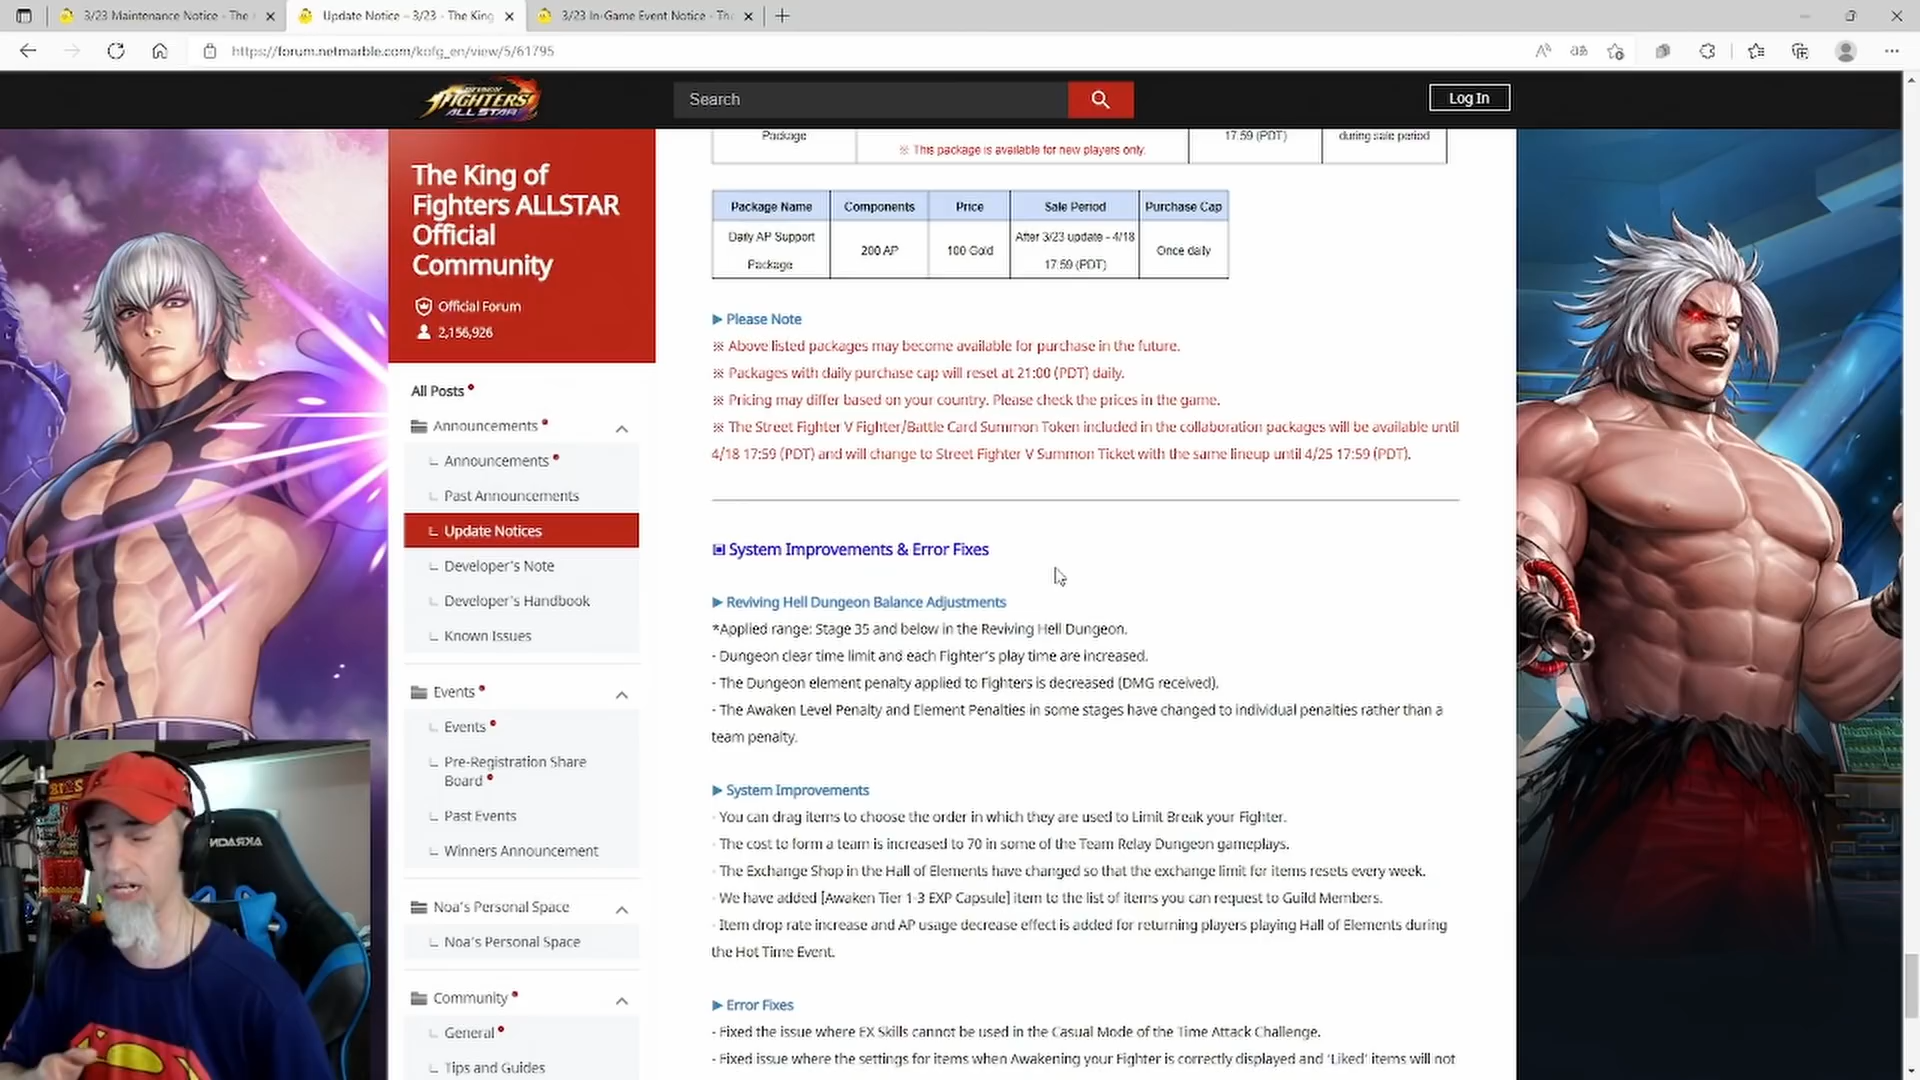 3/23 Maintenance Notice - The
Update Notice – 3/23 - The King
3/23 In-Game Event Notice - The
https://forum.netmarble.com/kofg_en/view/5/61795
FIGHTERS
ALLSTAR
Search
Log In
The King of
Fighters ALLSTAR
Official
Community
Official Forum
2,156,926
All Posts
Announcements
Announcements
Past Announcements
Update Notices
Developer's Note
Developer's Handbook
Known Issues
Events
Events
Pre-Registration Share
Board
Past Events
Winners Announcement
Noa's Personal Space
Noa's Personal Space
Community
General
Tips and Guides
Package
※ This package is available for new players only.
17:59 (PDT)
during sale period
Package Name Components Price Sale Period Purchase Cap
Daily AP Support
Package
200 AP
100 Gold
After 3/23 update - 4/18
17:59 (PDT)
Once daily
▶ Please Note
※ Above listed packages may become available for purchase in the future.
※ Packages with daily purchase cap will reset at 21:00 (PDT) daily.
※ Pricing may differ based on your country. Please check the prices in the game.
※ The Street Fighter V Fighter/Battle Card Summon Token included in the collaboration packages will be available until
4/18 17:59 (PDT) and will change to Street Fighter V Summon Ticket with the same lineup until 4/25 17:59 (PDT).
▣ System Improvements & Error Fixes
▶ Reviving Hell Dungeon Balance Adjustments
*Applied range: Stage 35 and below in the Reviving Hell Dungeon.
- Dungeon clear time limit and each Fighter's play time are increased.
- The Dungeon element penalty applied to Fighters is decreased (DMG received).
- The Awaken Level Penalty and Element Penalties in some stages have changed to individual penalties rather than a
team penalty.
▶ System Improvements
- You can drag items to choose the order in which they are used to Limit Break your Fighter.
- The cost to form a team is increased to 70 in some of the Team Relay Dungeon gameplays.
- The Exchange Shop in the Hall of Elements have changed so that the exchange limit for items resets every week.
- We have added [Awaken Tier 1-3 EXP Capsule] item to the list of items you can request to Guild Members.
- Item drop rate increase and AP usage decrease effect is added for returning players playing Hall of Elements during
the Hot Time Event.
▶ Error Fixes
- Fixed the issue where EX Skills cannot be used in the Casual Mode of the Time Attack Challenge.
- Fixed issue where the settings for items when Awakening your Fighter is correctly displayed and 'Liked' items will not
AKRACING